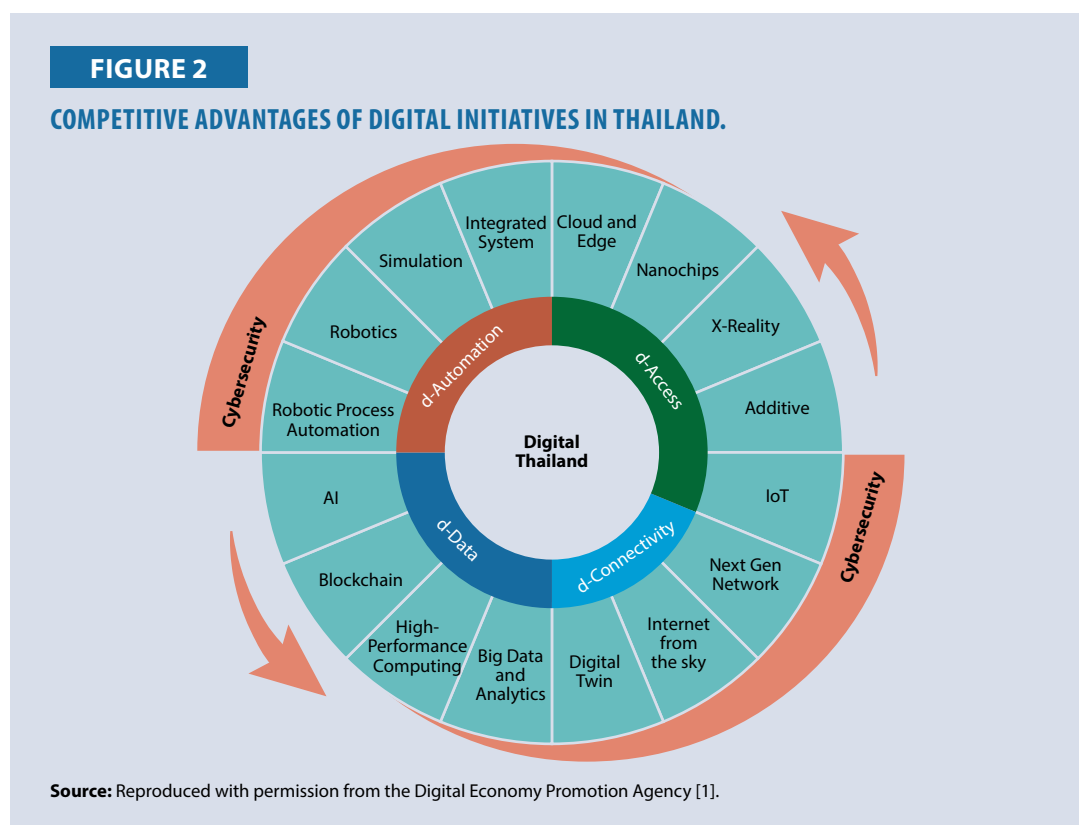 FIGURE 2
COMPETITIVE ADVANTAGES OF DIGITAL INITIATIVES IN THAILAND.
Integrated
System
Cloud and
Edge
Simulation
Nanochips
Robotics
X-Reality
Robotic Process
Automation
Additive
AI
IoT
Blockchain
Next Gen
Network
High-
Performance
Computing
Big Data
and
Analytics
Digital
Twin
Internet
from
the sky
d-Automation
d-Access
d-Data
d-Connectivity
Digital
Thailand
Cybersecurity
Cybersecurity
Source: Reproduced with permission from the Digital Economy Promotion Agency [1].